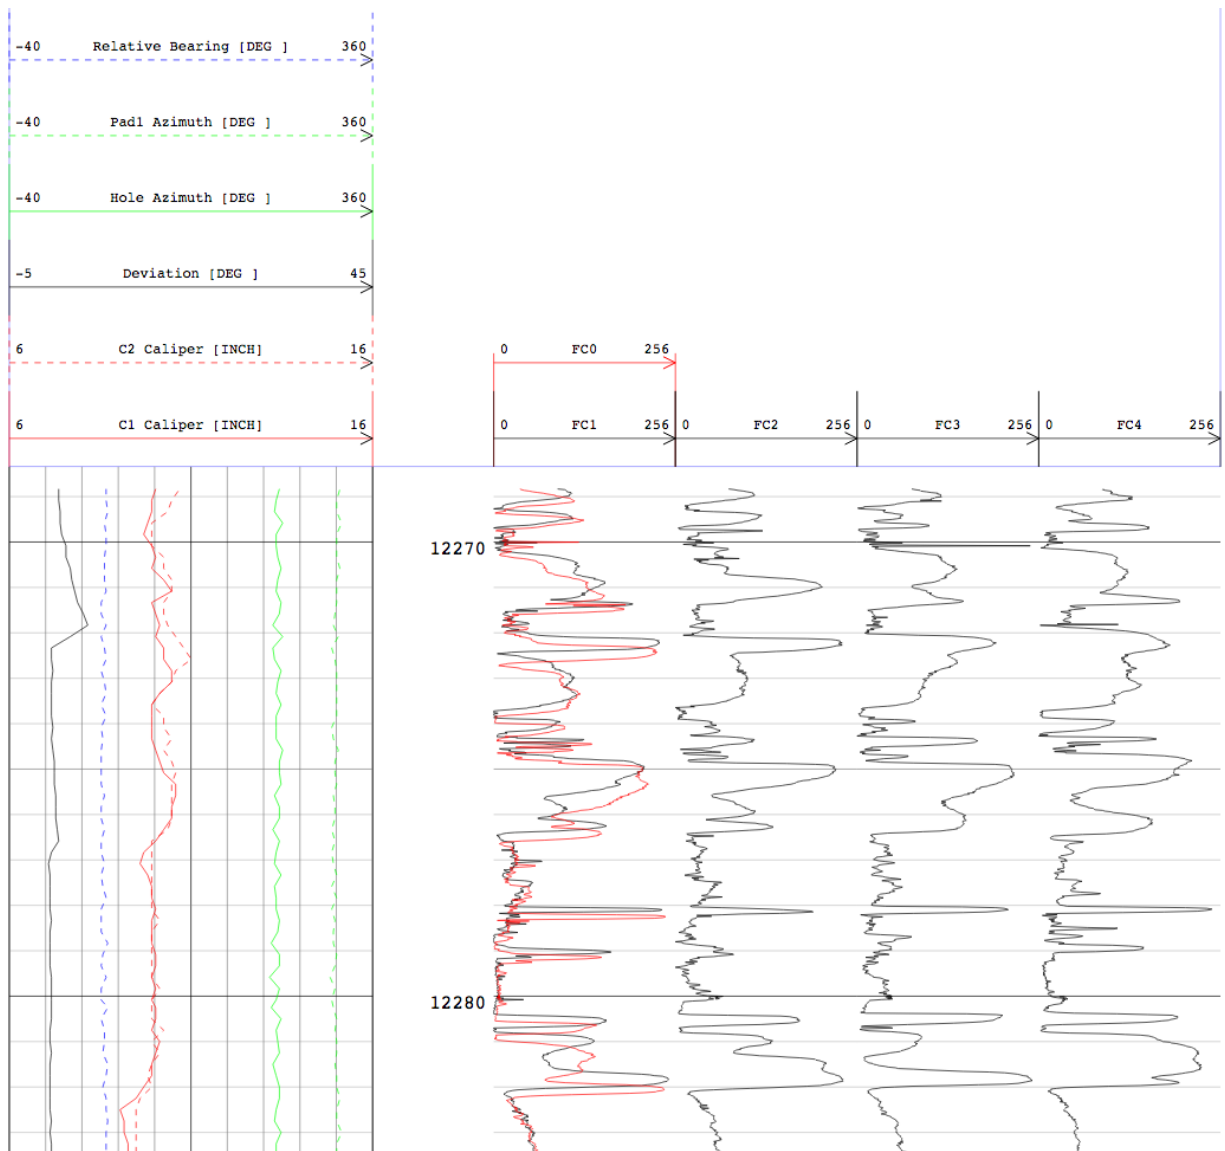 -40 Relative Bearing [DEG ] 360
-40 Pad1 Azimuth [DEG ] 360
-40 Hole Azimuth [DEG ] 360
-5 Deviation [DEG ] 45
6 C2 Caliper [INCH] 16
0 FC0 256
6 C1 Caliper [INCH] 16
0 FC1 256 0 FC2 256 0 FC3 256 0 FC4 256
12270
12280